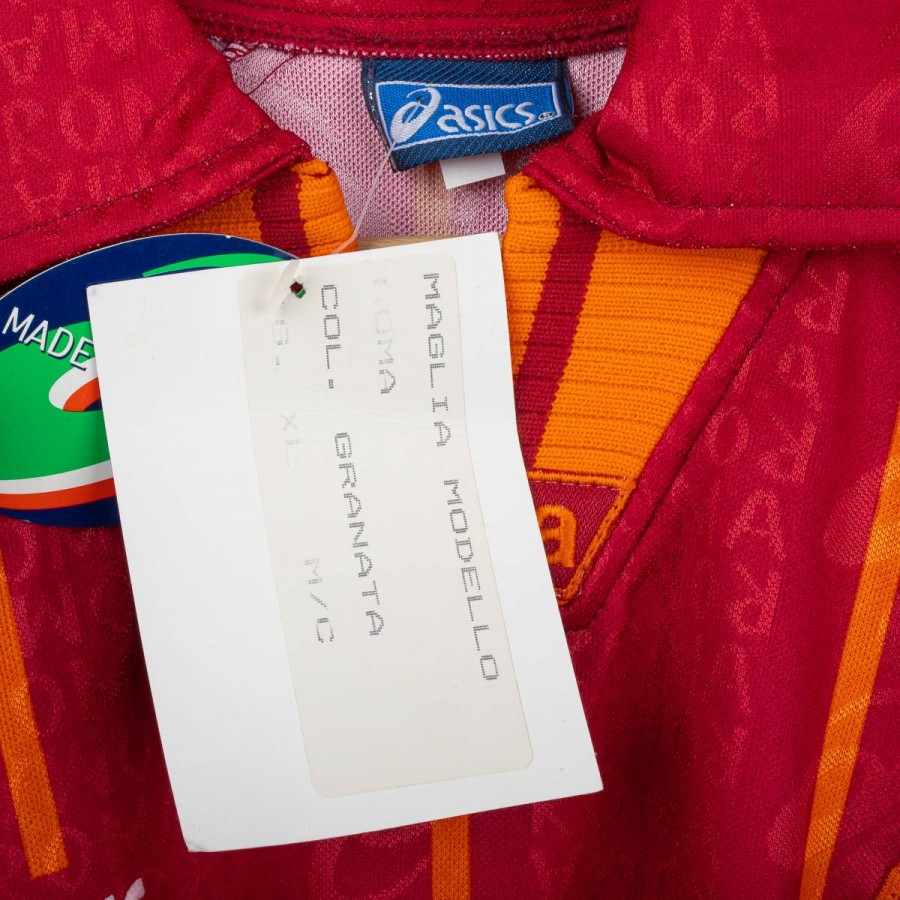 asics
MADE
MAGLIA MODELLO
ROMA
COL. GRANATA
G. XL M/C
a